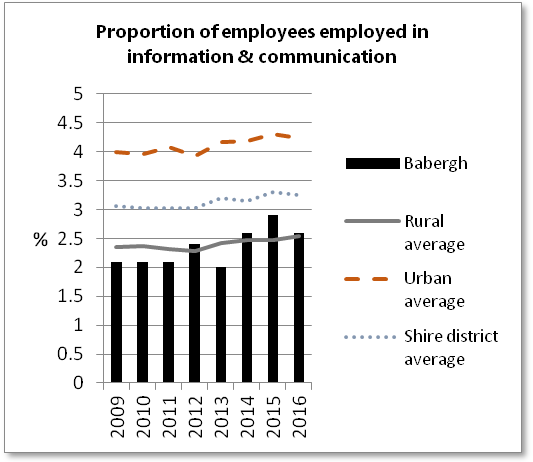 Proportion of employees employed in
information & communication
5
4.5
4
3.5
3
2.5
2
1.5
1
0.5
0
%
2009
2010
2011
2012
2013
2014
2015
2016
Babergh
Rural
average
Urban
average
Shire district
average